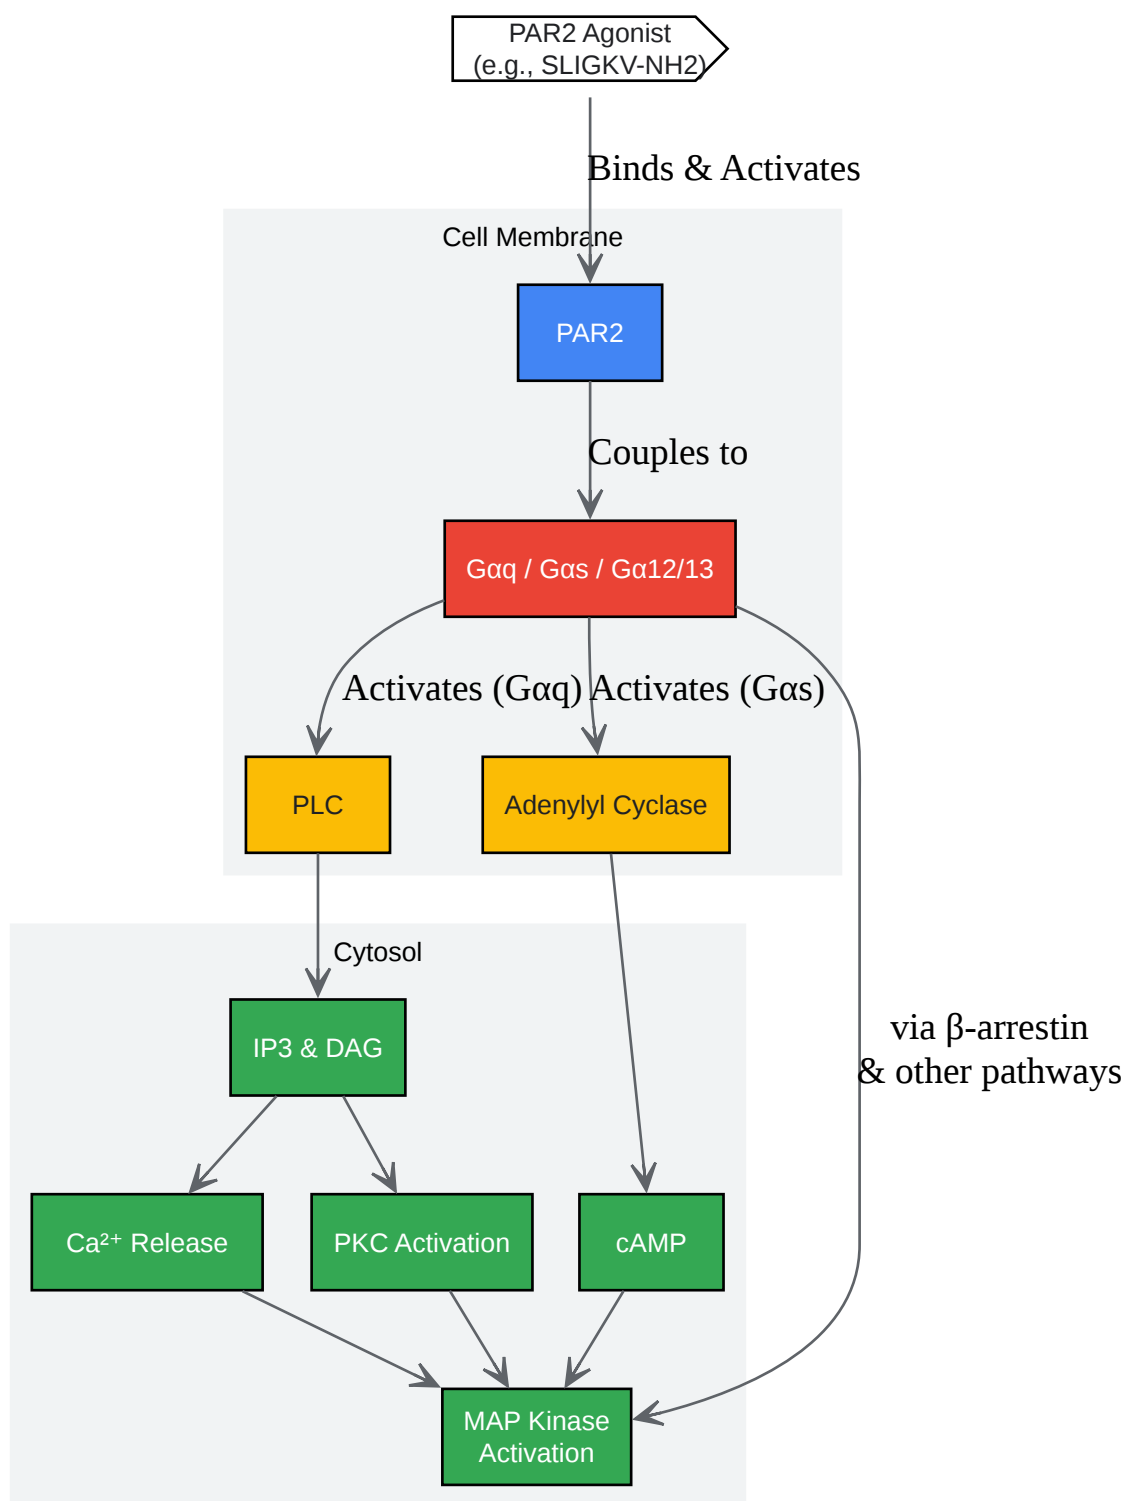 PAR2 Agonist
(e.g., SLIGKV-NH2)
Binds & Activates
Cell Membrane
PAR2
Couples to
Gαq / Gαs / Gα12/13
Activates (Gαq)
Activates (Gαs)
PLC
Adenylyl Cyclase
Cytosol
via β-arrestin
& other pathways
IP3 & DAG
Ca²⁺ Release
PKC Activation
cAMP
MAP Kinase
Activation